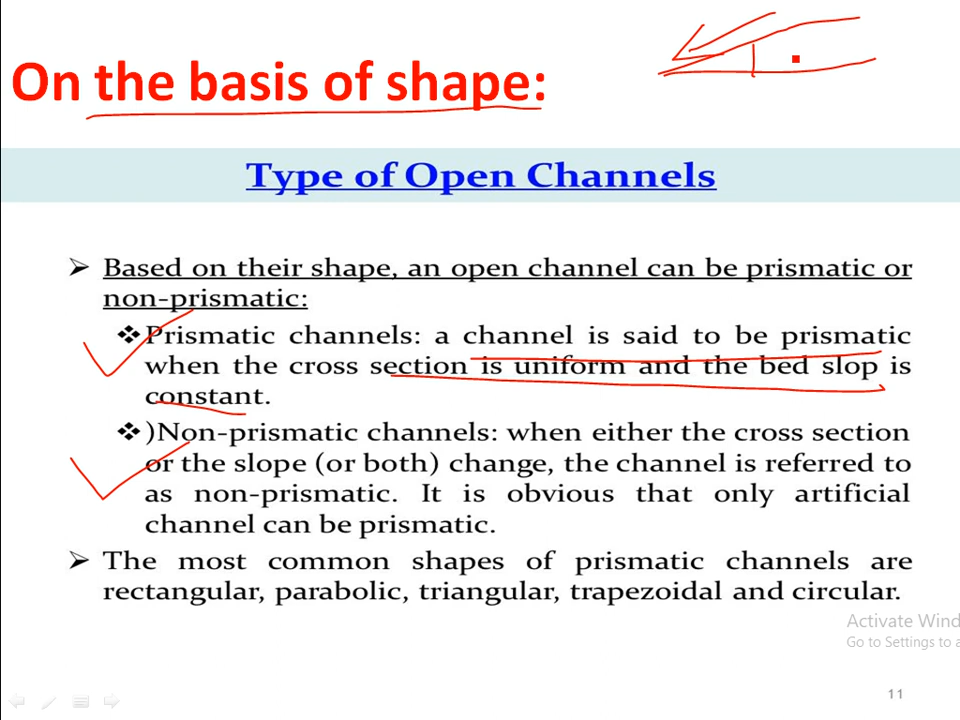 On the basis of shape:
Type of Open Channels
➢ Based on their shape, an open channel can be prismatic or
non-prismatic:
❖Prismatic channels: a channel is said to be prismatic
when the cross section is uniform and the bed slop is
constant.
❖)Non-prismatic channels: when either the cross section
or the slope (or both) change, the channel is referred to
as non-prismatic. It is obvious that only artificial
channel can be prismatic.
➢ The most common shapes of prismatic channels are
rectangular, parabolic, triangular, trapezoidal and circular.
Activate Wind
Go to Settings to a
11